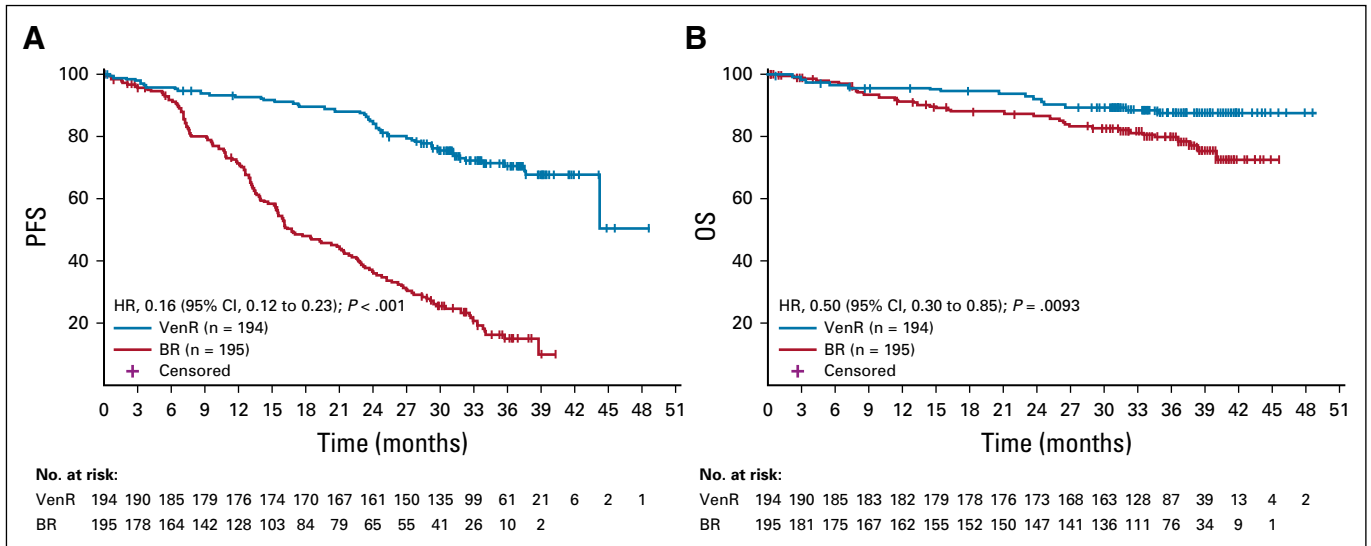 A
PFS
100
80
60
40
20
HR, 0.16 (95% CI, 0.12 to 0.23); P < .001
VenR (n = 194)
BR (n = 195)
Censored
0 3 6 9 12 15 18 21 24 27 30 33 36 39 42 45 48 51
Time (months)
No. at risk:
VenR 194 190 185 179 176 174 170 167 161 150 135 99 61 21 6 2 1
BR 195 178 164 142 128 103 84 79 65 55 41 26 10 2
B
OS
100
80
60
40
20
HR, 0.50 (95% CI, 0.30 to 0.85); P = .0093
VenR (n = 194)
BR (n = 195)
Censored
0 3 6 9 12 15 18 21 24 27 30 33 36 39 42 45 48 51
Time (months)
No. at risk:
VenR 194 190 185 183 182 179 178 176 173 168 163 128 87 39 13 4 2
BR 195 181 175 167 162 155 152 150 147 141 136 111 76 34 9 1